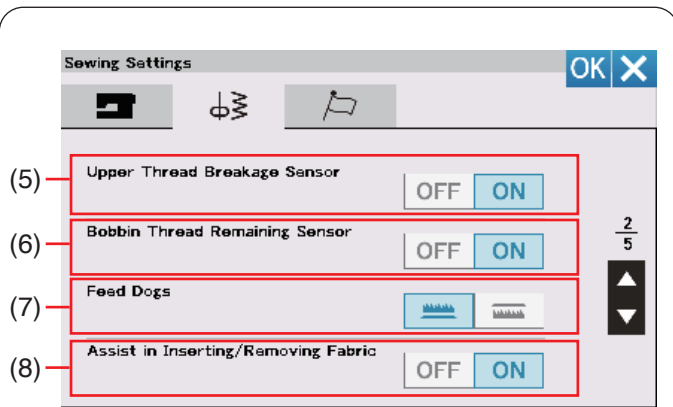 Sewing Settings
OK
(5) Upper Thread Breakage Sensor
OFF ON
(6) Bobbin Thread Remaining Sensor
OFF ON
2
5
(7) Feed Dogs
(8) Assist in Inserting/Removing Fabric
OFF ON